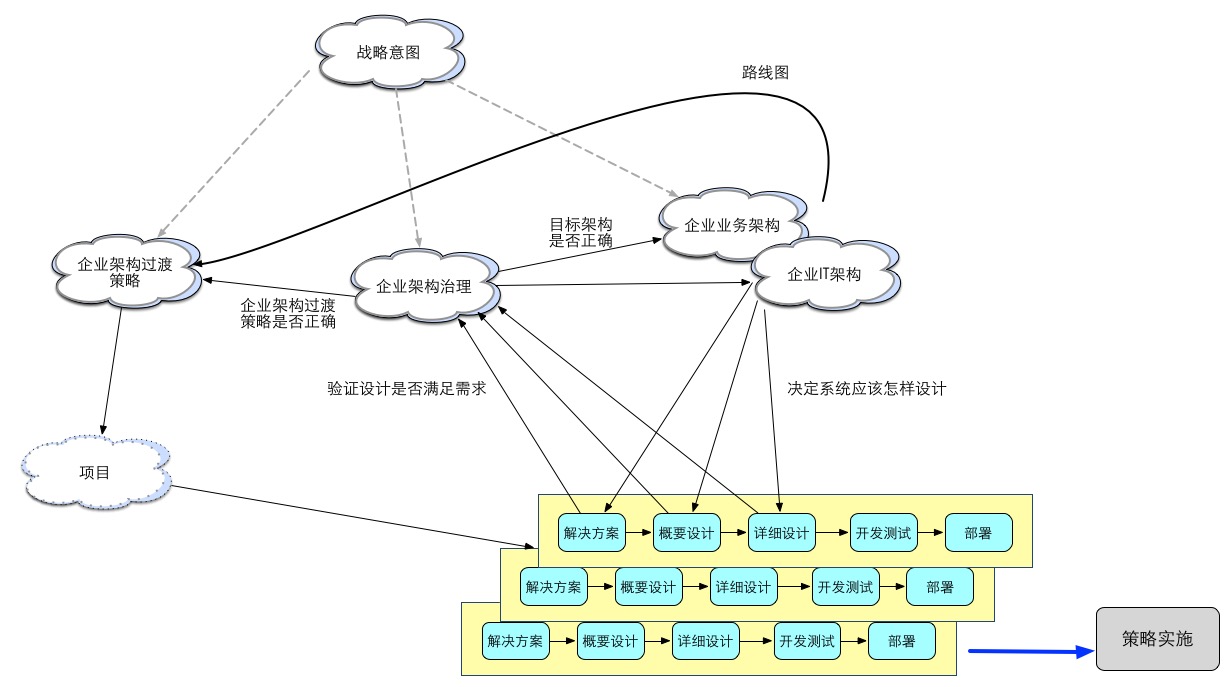 战略意图
路线图
企业业务架构
目标架构
是否正确
企业架构过渡
策略
企业架构治理
企业IT架构
企业架构过渡
策略是否正确
验证设计是否满足需求
决定系统应该怎样设计
项目
解决方案
概要设计
详细设计
开发测试
部署
解决方案
概要设计
详细设计
开发测试
部署
解决方案
概要设计
详细设计
开发测试
部署
策略实施